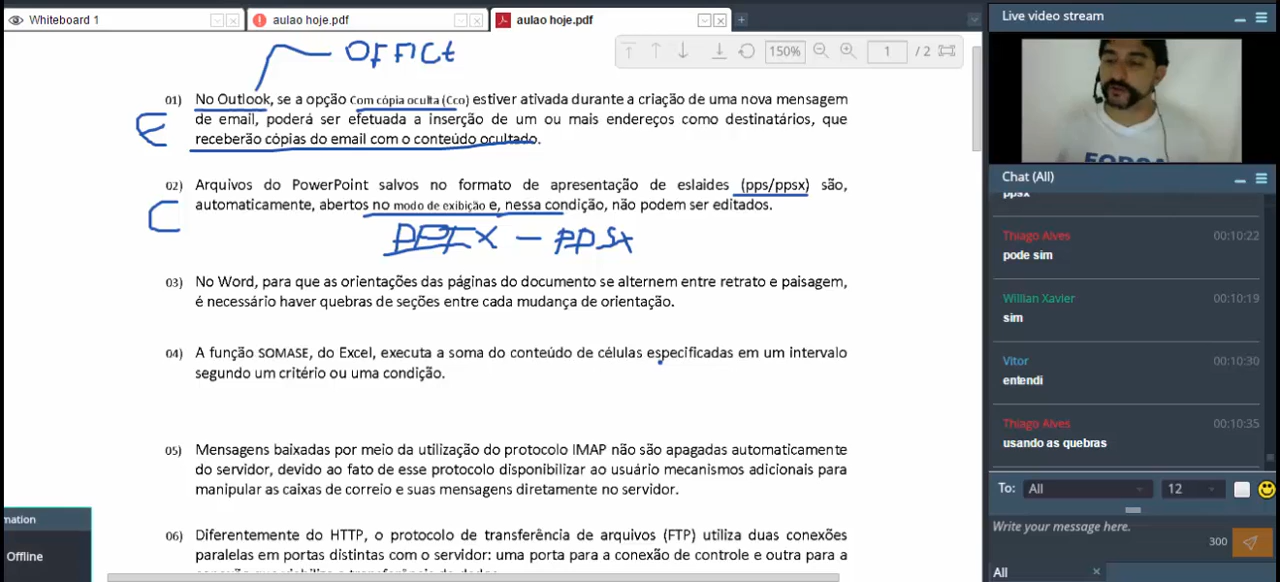 Whiteboard 1
aulao hoje.pdf
aulao hoje.pdf
Live video stream
150%
1
/ 2
OFFICE
01) No Outlook, se a opção Com cópia oculta (Cco) estiver ativada durante a criação de uma nova mensagem
de email, poderá ser efetuada a inserção de um ou mais endereços como destinatários, que
E
receberão cópias do email com o conteúdo ocultado.
02) Arquivos do PowerPoint salvos no formato de apresentação de eslaides (pps/ppsx) são,
automaticamente, abertos no modo de exibição e, nessa condição, não podem ser editados.
C
PPTX - PPSX
03) No Word, para que as orientações das páginas do documento se alternem entre retrato e paisagem,
é necessário haver quebras de seções entre cada mudança de orientação.
04) A função SOMASE, do Excel, executa a soma do conteúdo de células especificadas em um intervalo
segundo um critério ou uma condição.
05) Mensagens baixadas por meio da utilização do protocolo IMAP não são apagadas automaticamente
do servidor, devido ao fato de esse protocolo disponibilizar ao usuário mecanismos adicionais para
manipular as caixas de correio e suas mensagens diretamente no servidor.
06) Diferentemente do HTTP, o protocolo de transferência de arquivos (FTP) utiliza duas conexões
paralelas em portas distintas com o servidor: uma porta para a conexão de controle e outra para a
mation
Offline
FORÇA
Chat (All)
ppsx
Thiago Alves 00:10:22
pode sim
Willian Xavier 00:10:19
sim
Vitor 00:10:30
entendi
Thiago Alves 00:10:35
usando as quebras
To: All 12
Write your message here.
300
All